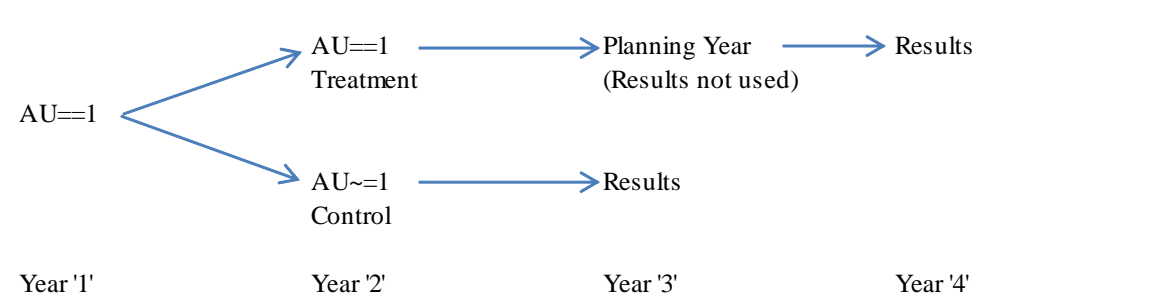 AU==1
Planning Year
Results
Treatment
(Results not used)
AU==1
AU~=1
Results
Control
Year '1'
Year '2'
Year '3'
Year '4'